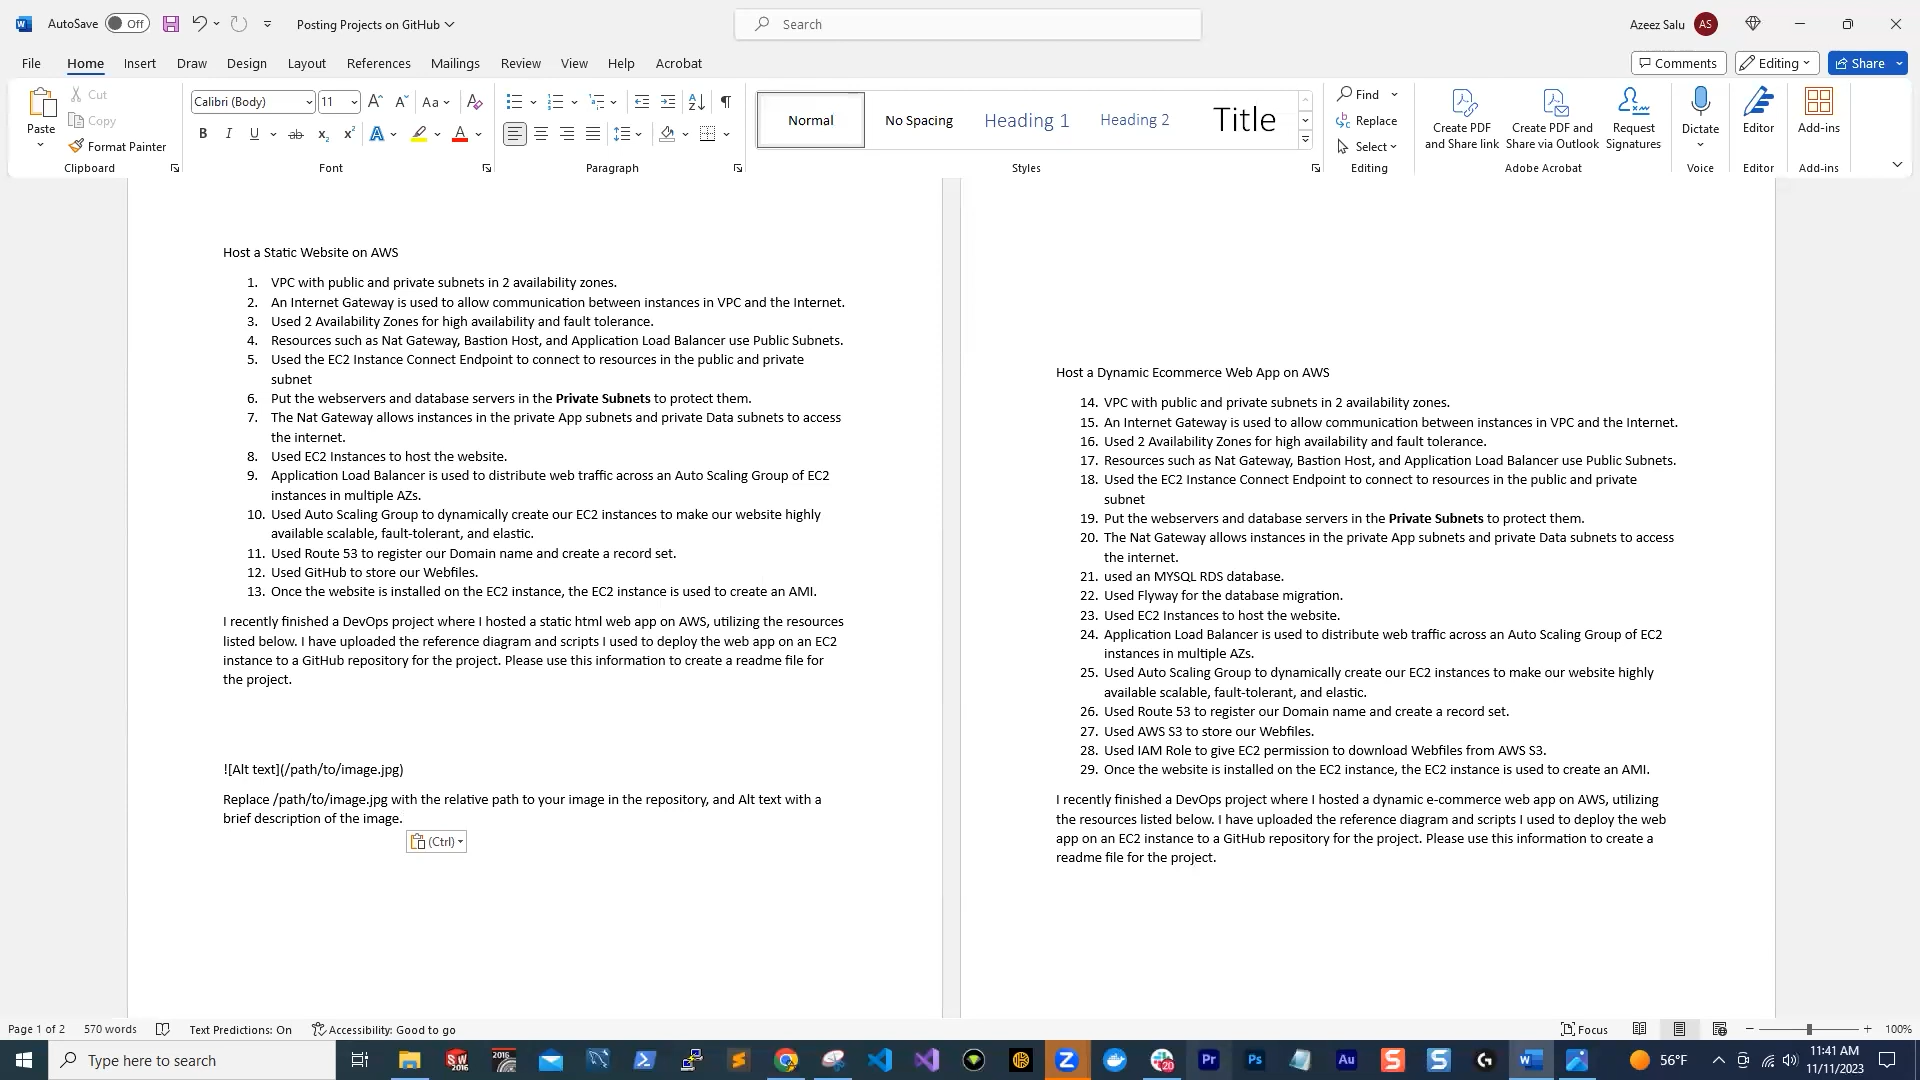 AutoSave Off Posting Projects on GitHub Search Azeez Salu AS
File Home Insert Draw Design Layout References Mailings Review View Help Acrobat Comments Editing Share
Paste Cut Copy Format Painter Clipboard
Calibri (Body) 11 Aa Font
Paragraph
Normal No Spacing Heading 1 Heading 2 Title Styles
Find Replace Select Editing
Create PDF and Share link Create PDF and Share via Outlook Request Signatures Adobe Acrobat
Dictate Voice Editor Editor Add-ins Add-ins
Host a Static Website on AWS
1. VPC with public and private subnets in 2 availability zones.
2. An Internet Gateway is used to allow communication between instances in VPC and the Internet.
3. Used 2 Availability Zones for high availability and fault tolerance.
4. Resources such as Nat Gateway, Bastion Host, and Application Load Balancer use Public Subnets.
5. Used the EC2 Instance Connect Endpoint to connect to resources in the public and private
subnet
6. Put the webservers and database servers in the Private Subnets to protect them.
7. The Nat Gateway allows instances in the private App subnets and private Data subnets to access
the internet.
8. Used EC2 Instances to host the website.
9. Application Load Balancer is used to distribute web traffic across an Auto Scaling Group of EC2
instances in multiple AZs.
10. Used Auto Scaling Group to dynamically create our EC2 instances to make our website highly
available scalable, fault-tolerant, and elastic.
11. Used Route 53 to register our Domain name and create a record set.
12. Used GitHub to store our Webfiles.
13. Once the website is installed on the EC2 instance, the EC2 instance is used to create an AMI.
I recently finished a DevOps project where I hosted a static html web app on AWS, utilizing the resources
listed below. I have uploaded the reference diagram and scripts I used to deploy the web app on an EC2
instance to a GitHub repository for the project. Please use this information to create a readme file for
the project.
![Alt text](/path/to/image.jpg)
Replace /path/to/image.jpg with the relative path to your image in the repository, and Alt text with a
brief description of the image.
(Ctrl)
Host a Dynamic Ecommerce Web App on AWS
14. VPC with public and private subnets in 2 availability zones.
15. An Internet Gateway is used to allow communication between instances in VPC and the Internet.
16. Used 2 Availability Zones for high availability and fault tolerance.
17. Resources such as Nat Gateway, Bastion Host, and Application Load Balancer use Public Subnets.
18. Used the EC2 Instance Connect Endpoint to connect to resources in the public and private
subnet
19. Put the webservers and database servers in the Private Subnets to protect them.
20. The Nat Gateway allows instances in the private App subnets and private Data subnets to access
the internet.
21. used an MYSQL RDS database.
22. Used Flyway for the database migration.
23. Used EC2 Instances to host the website.
24. Application Load Balancer is used to distribute web traffic across an Auto Scaling Group of EC2
instances in multiple AZs.
25. Used Auto Scaling Group to dynamically create our EC2 instances to make our website highly
available scalable, fault-tolerant, and elastic.
26. Used Route 53 to register our Domain name and create a record set.
27. Used AWS S3 to store our Webfiles.
28. Used IAM Role to give EC2 permission to download Webfiles from AWS S3.
29. Once the website is installed on the EC2 instance, the EC2 instance is used to create an AMI.
I recently finished a DevOps project where I hosted a dynamic e-commerce web app on AWS, utilizing
the resources listed below. I have uploaded the reference diagram and scripts I used to deploy the web
app on an EC2 instance to a GitHub repository for the project. Please use this information to create a
readme file for the project.
Page 1 of 2 570 words Text Predictions: On Accessibility: Good to go Focus 100%
Type here to search 56°F 11:41 AM
11/11/2023